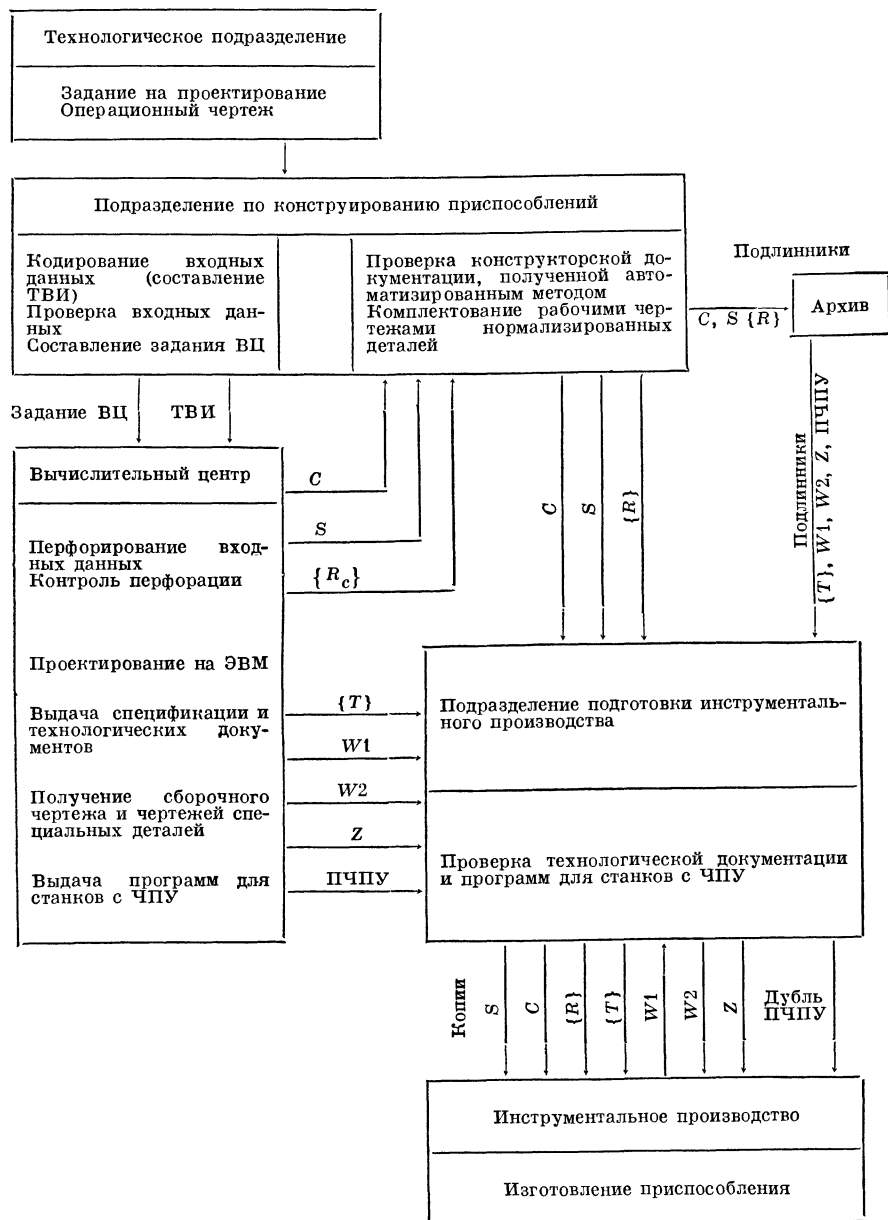 Технологическое подразделение
Задание на проектирование
Операционный чертеж
Подразделение по конструированию приспособлений
Кодирование входных
данных (составление
ТВИ)
Проверка входных дан-
ных
Составление задания ВЦ
Проверка конструкторской до-
кументации, полученной авто-
матизированным методом
Комплектование рабочими чер-
тежами нормализированных
деталей
Подлинники
C, S {R}
Архив
Задание ВЦ
ТВИ
Вычислительный центр
Перфорирование вход-
ных данных
Контроль перфорации
Проектирование на ЭВМ
Выдача спецификации и
технологических доку-
ментов
Получение сборочного
чертежа и чертежей спе-
циальных деталей
Выдача программ для
станков с ЧПУ
C
S
{Rс}
{T}
W1
W2
Z
ПЧПУ
C
S
{R}
Подлинники
{T}, W1, W2, Z, ПЧПУ
Подразделение подготовки инструменталь-
ного производства
Проверка технологической документации
и программ для станков с ЧПУ
Копии
S
C
{R}
{T}
W1
W2
Z
Дубль
ПЧПУ
Инструментальное производство
Изготовление приспособления